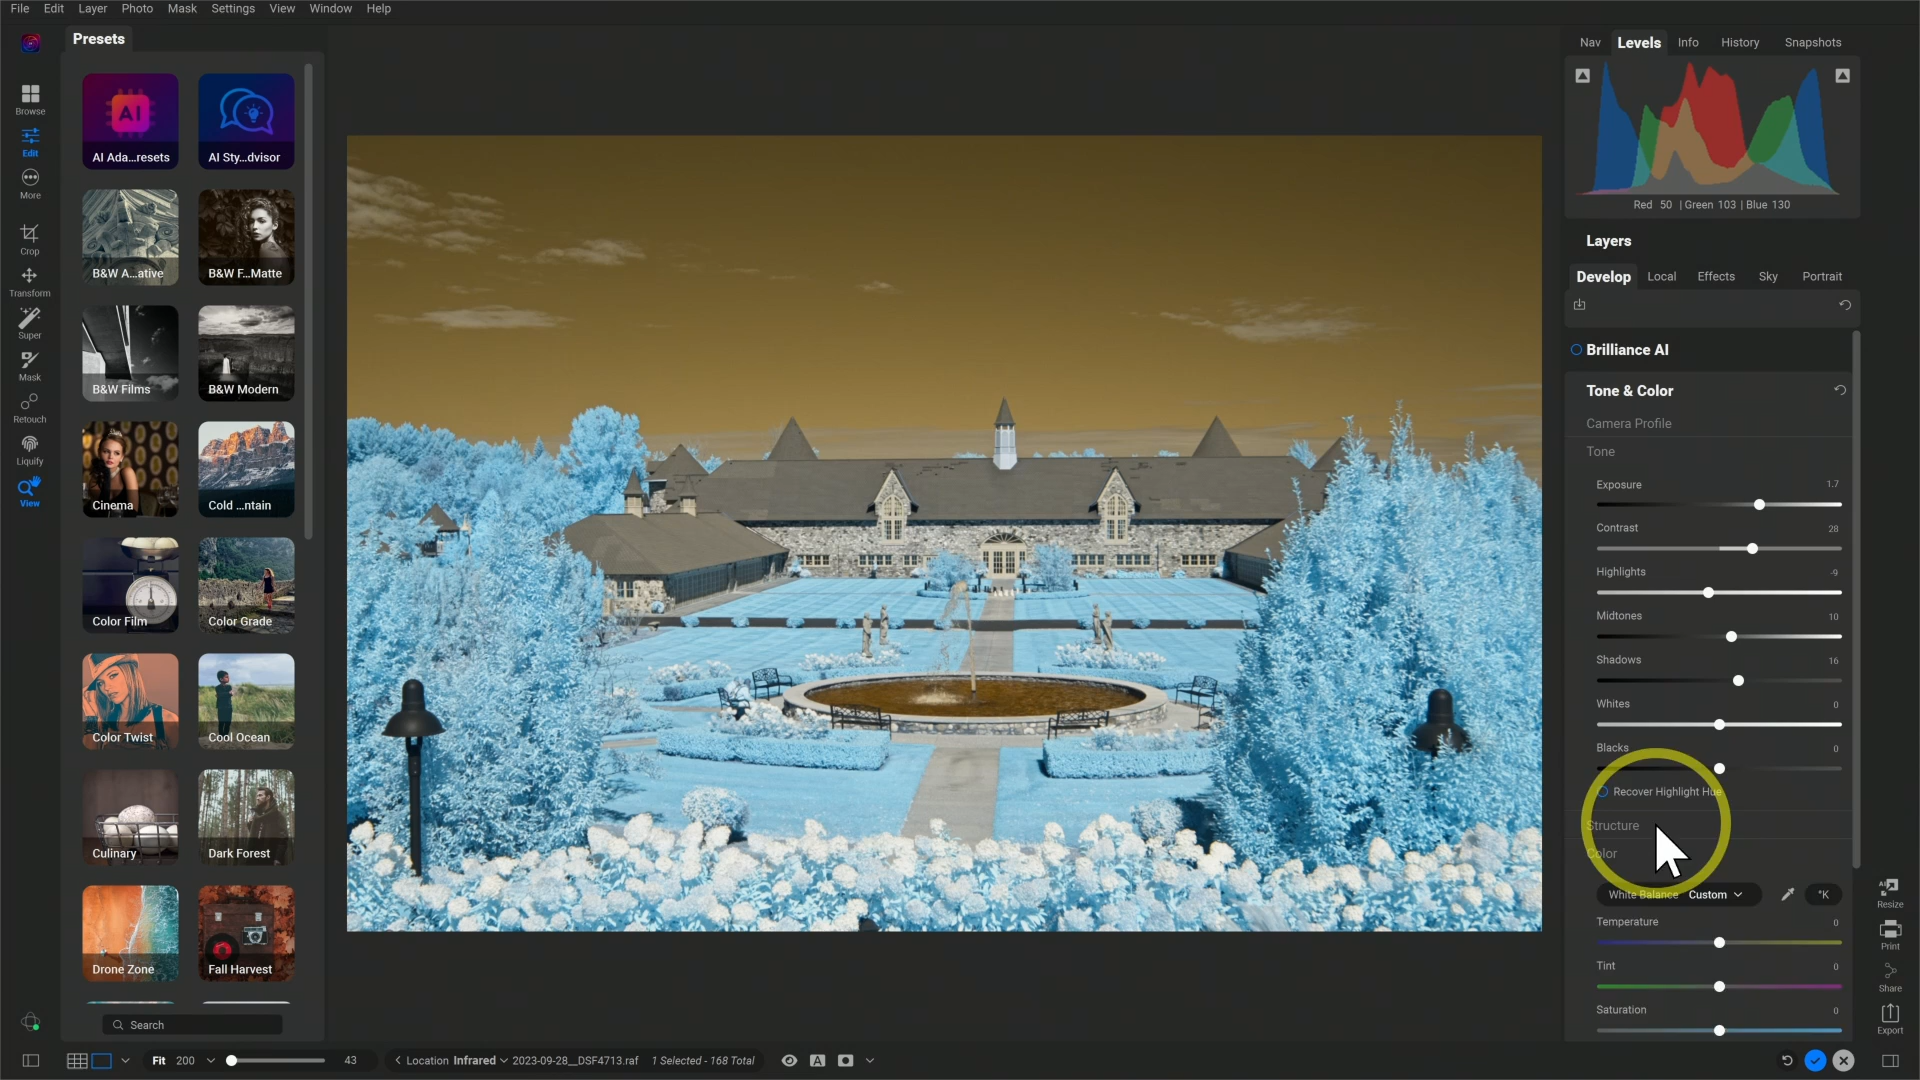 File Edit Layer Photo Mask Settings View Window Help
Presets
Nav Levels Info History Snapshots
Red 50 | Green 103 | Blue 130
Browse
Edit
More
Crop
Transform
Super
Mask
Retouch
Liquify
View
AI
AI Ada...resets AI Sty...dvisor
B&W A...ative B&W F...Matte
B&W Films B&W Modern
Cinema Cold ...ntain
Color Film Color Grade
Color Twist Cool Ocean
Culinary Dark Forest
Drone Zone Fall Harvest
Search
Layers
Develop Local Effects Sky Portrait
Brilliance AI
Tone & Color
Camera Profile
Tone
Exposure 1.7
Contrast 28
Highlights -9
Midtones 10
Shadows 16
Whites 0
Blacks 0
Recover Highlight Hue
Structure
Color
White Balance Custom °K
Temperature 0
Tint 0
Saturation 0
AI
Resize
Print
Share
Export
Fit 200 43 Location Infrared 2023-09-28__DSF4713.raf 1 Selected - 168 Total A